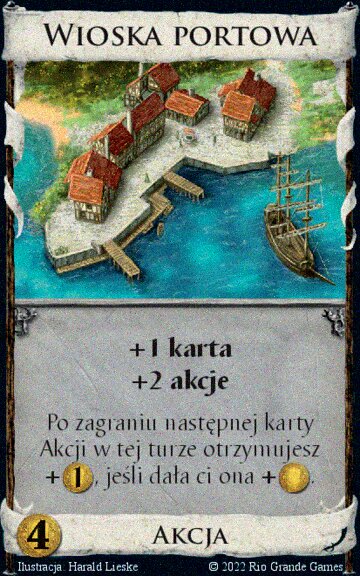 Wioska portowa
+1 karta
+2 akcje
Po zagraniu następnej karty
Akcji w tej turze otrzymujesz
+1, jeśli dała ci ona +.
4 Akcja
Ilustracja: Harald Lieske © 2022 Rio Grande Games